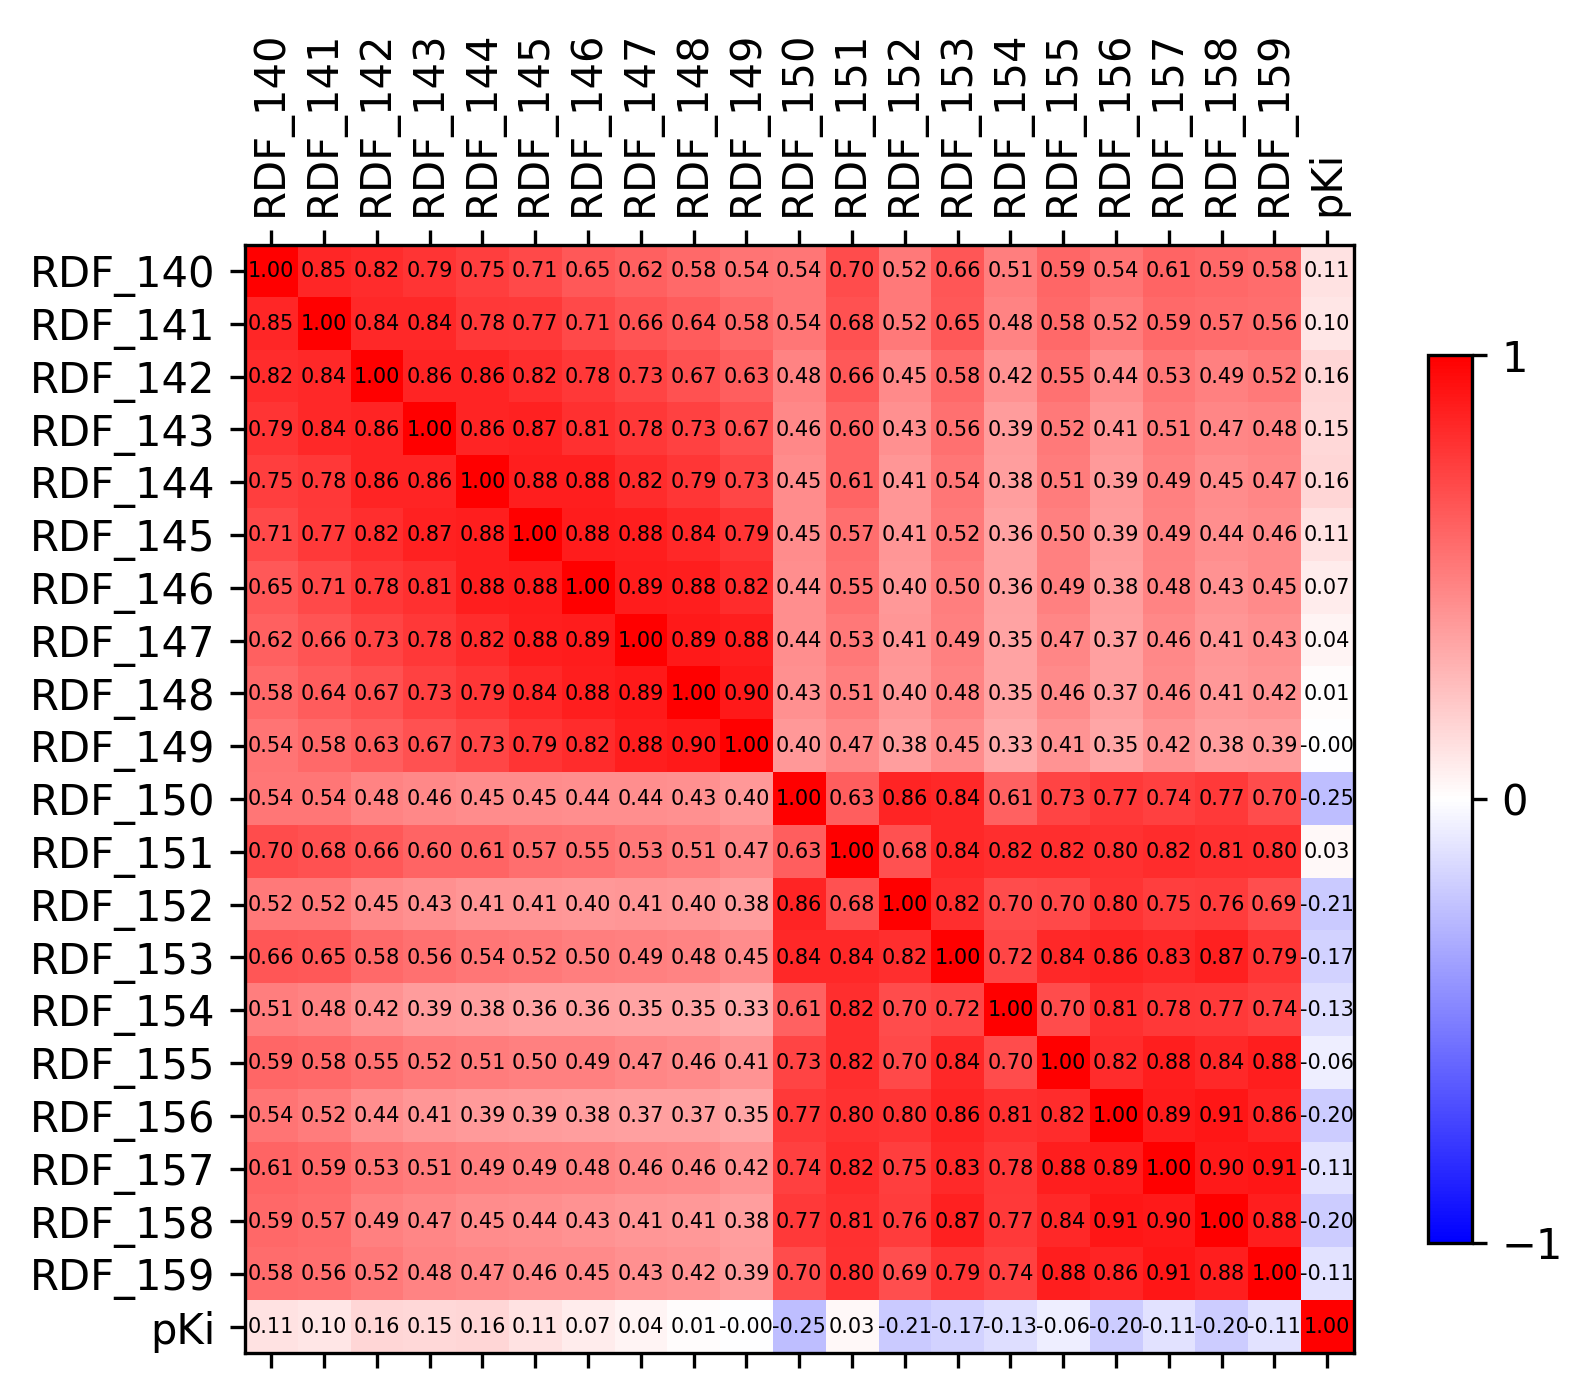 RDF_140 RDF_141 RDF_142 RDF_143 RDF_144 RDF_145 RDF_146 RDF_147 RDF_148 RDF_149 RDF_150 RDF_151 RDF_152 RDF_153 RDF_154 RDF_155 RDF_156 RDF_157 RDF_158 RDF_159 pKi
RDF_140 1.00 0.85 0.82 0.79 0.75 0.71 0.65 0.62 0.58 0.54 0.54 0.70 0.52 0.66 0.51 0.59 0.54 0.61 0.59 0.58 0.11
RDF_141 0.85 1.00 0.84 0.84 0.78 0.77 0.71 0.66 0.64 0.58 0.54 0.68 0.52 0.65 0.48 0.58 0.52 0.59 0.57 0.56 0.10
RDF_142 0.82 0.84 1.00 0.86 0.86 0.82 0.78 0.73 0.67 0.63 0.48 0.66 0.45 0.58 0.42 0.55 0.44 0.53 0.49 0.52 0.16
RDF_143 0.79 0.84 0.86 1.00 0.86 0.87 0.81 0.78 0.73 0.67 0.46 0.60 0.43 0.56 0.39 0.52 0.41 0.51 0.47 0.48 0.15
RDF_144 0.75 0.78 0.86 0.86 1.00 0.88 0.88 0.82 0.79 0.73 0.45 0.61 0.41 0.54 0.38 0.51 0.39 0.49 0.45 0.47 0.16
RDF_145 0.71 0.77 0.82 0.87 0.88 1.00 0.88 0.88 0.84 0.79 0.45 0.57 0.41 0.52 0.36 0.50 0.39 0.49 0.44 0.46 0.11
RDF_146 0.65 0.71 0.78 0.81 0.88 0.88 1.00 0.89 0.88 0.82 0.44 0.55 0.40 0.50 0.36 0.49 0.38 0.48 0.43 0.45 0.07
RDF_147 0.62 0.66 0.73 0.78 0.82 0.88 0.89 1.00 0.89 0.88 0.44 0.53 0.41 0.49 0.35 0.47 0.37 0.46 0.41 0.43 0.04
RDF_148 0.58 0.64 0.67 0.73 0.79 0.84 0.88 0.89 1.00 0.90 0.43 0.51 0.40 0.48 0.35 0.46 0.37 0.46 0.41 0.42 0.01
RDF_149 0.54 0.58 0.63 0.67 0.73 0.79 0.82 0.88 0.90 1.00 0.40 0.47 0.38 0.45 0.33 0.41 0.35 0.42 0.38 0.39 -0.00
RDF_150 0.54 0.54 0.48 0.46 0.45 0.45 0.44 0.44 0.43 0.40 1.00 0.63 0.86 0.84 0.61 0.73 0.77 0.74 0.77 0.70 -0.25
RDF_151 0.70 0.68 0.66 0.60 0.61 0.57 0.55 0.53 0.51 0.47 0.63 1.00 0.68 0.84 0.82 0.82 0.80 0.82 0.81 0.80 0.03
RDF_152 0.52 0.52 0.45 0.43 0.41 0.41 0.40 0.41 0.40 0.38 0.86 0.68 1.00 0.82 0.70 0.70 0.80 0.75 0.76 0.69 -0.21
RDF_153 0.66 0.65 0.58 0.56 0.54 0.52 0.50 0.49 0.48 0.45 0.84 0.84 0.82 1.00 0.72 0.84 0.86 0.83 0.87 0.79 -0.17
RDF_154 0.51 0.48 0.42 0.39 0.38 0.36 0.36 0.35 0.35 0.33 0.61 0.82 0.70 0.72 1.00 0.70 0.81 0.78 0.77 0.74 -0.13
RDF_155 0.59 0.58 0.55 0.52 0.51 0.50 0.49 0.47 0.46 0.41 0.73 0.82 0.70 0.84 0.70 1.00 0.82 0.88 0.84 0.88 -0.06
RDF_156 0.54 0.52 0.44 0.41 0.39 0.39 0.38 0.37 0.37 0.35 0.77 0.80 0.80 0.86 0.81 0.82 1.00 0.89 0.91 0.86 -0.20
RDF_157 0.61 0.59 0.53 0.51 0.49 0.49 0.48 0.46 0.46 0.42 0.74 0.82 0.75 0.83 0.78 0.88 0.89 1.00 0.90 0.91 -0.11
RDF_158 0.59 0.57 0.49 0.47 0.45 0.44 0.43 0.41 0.41 0.38 0.77 0.81 0.76 0.87 0.77 0.84 0.91 0.90 1.00 0.88 -0.20
RDF_159 0.58 0.56 0.52 0.48 0.47 0.46 0.45 0.43 0.42 0.39 0.70 0.80 0.69 0.79 0.74 0.88 0.86 0.91 0.88 1.00 -0.11
pKi 0.11 0.10 0.16 0.15 0.16 0.11 0.07 0.04 0.01 -0.00 -0.25 0.03 -0.21 -0.17 -0.13 -0.06 -0.20 -0.11 -0.20 -0.11 1.00
1
0
−1